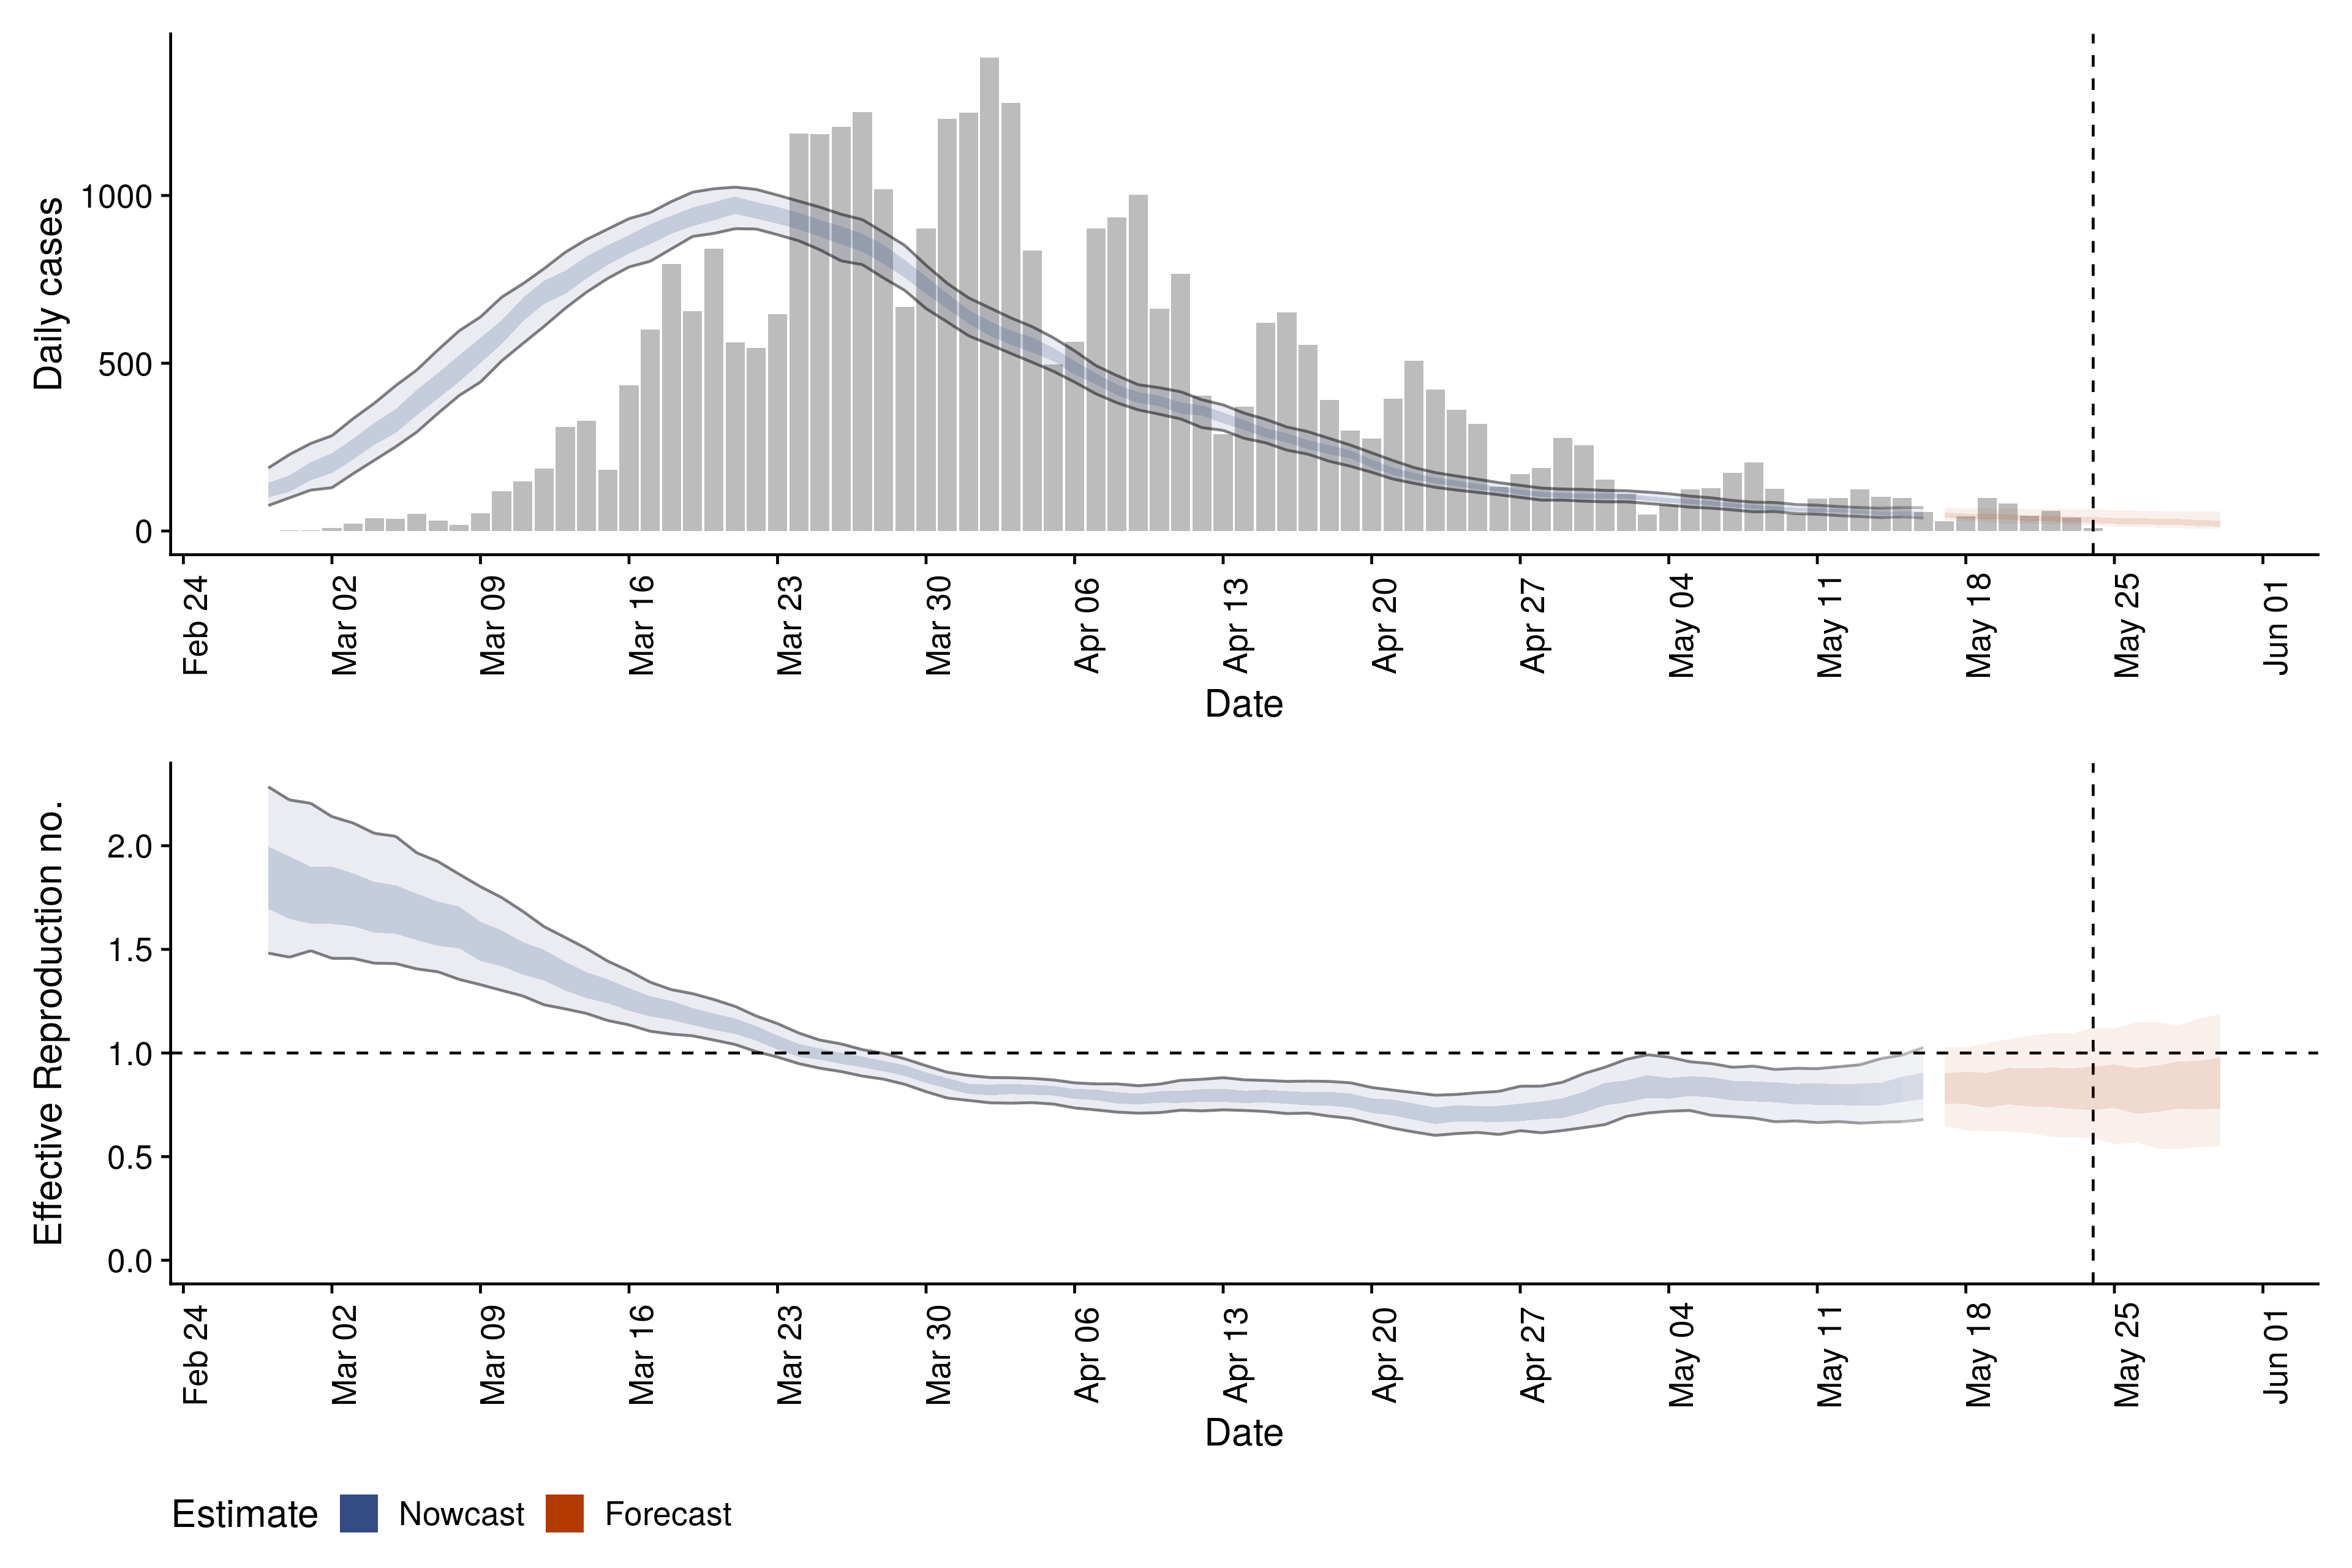 Daily cases
1000
500
0
Feb 24
Mar 02
Mar 09
Mar 16
Mar 23
Mar 30
Apr 06
Apr 13
Apr 20
Apr 27
May 04
May 11
May 18
May 25
Jun 01
Date
Effective Reproduction no.
2.0
1.5
1.0
0.5
0.0
Feb 24
Mar 02
Mar 09
Mar 16
Mar 23
Mar 30
Apr 06
Apr 13
Apr 20
Apr 27
May 04
May 11
May 18
May 25
Jun 01
Date
Estimate Nowcast Forecast